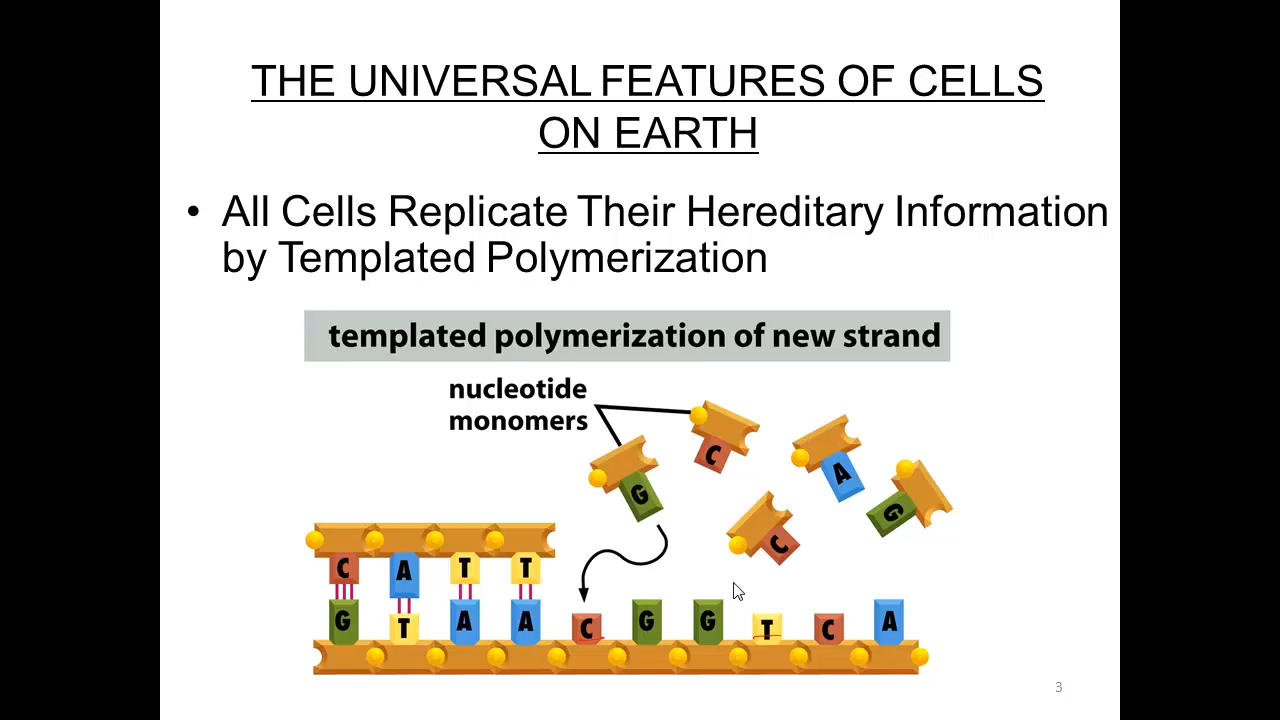 THE UNIVERSAL FEATURES OF CELLS
ON EARTH
• All Cells Replicate Their Hereditary Information
by Templated Polymerization
templated polymerization of new strand
nucleotide
monomers
C
A
G
G
C
C A T T
G T A A C G G T C A
3